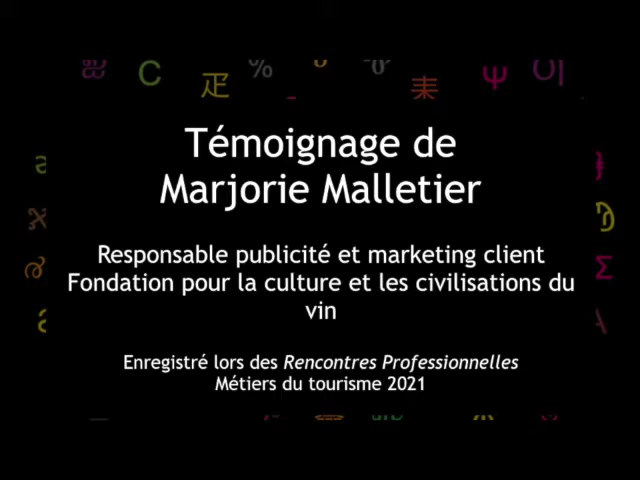 Témoignage de
Marjorie Malletier
Responsable publicité et marketing client
Fondation pour la culture et les civilisations du
vin
Enregistré lors des Rencontres Professionnelles
Métiers du tourisme 2021